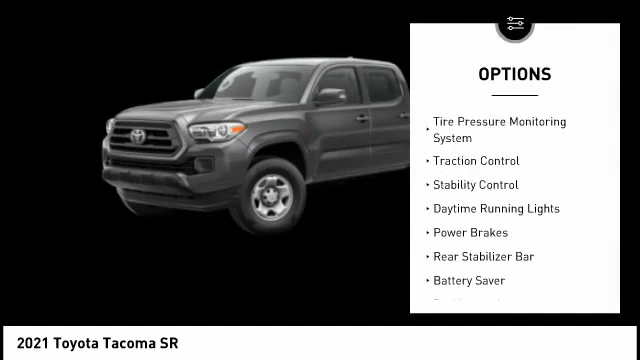 OPTIONS
Tire Pressure Monitoring
System
Traction Control
Stability Control
Daytime Running Lights
Power Brakes
Rear Stabilizer Bar
Battery Saver
2021 Toyota Tacoma SR